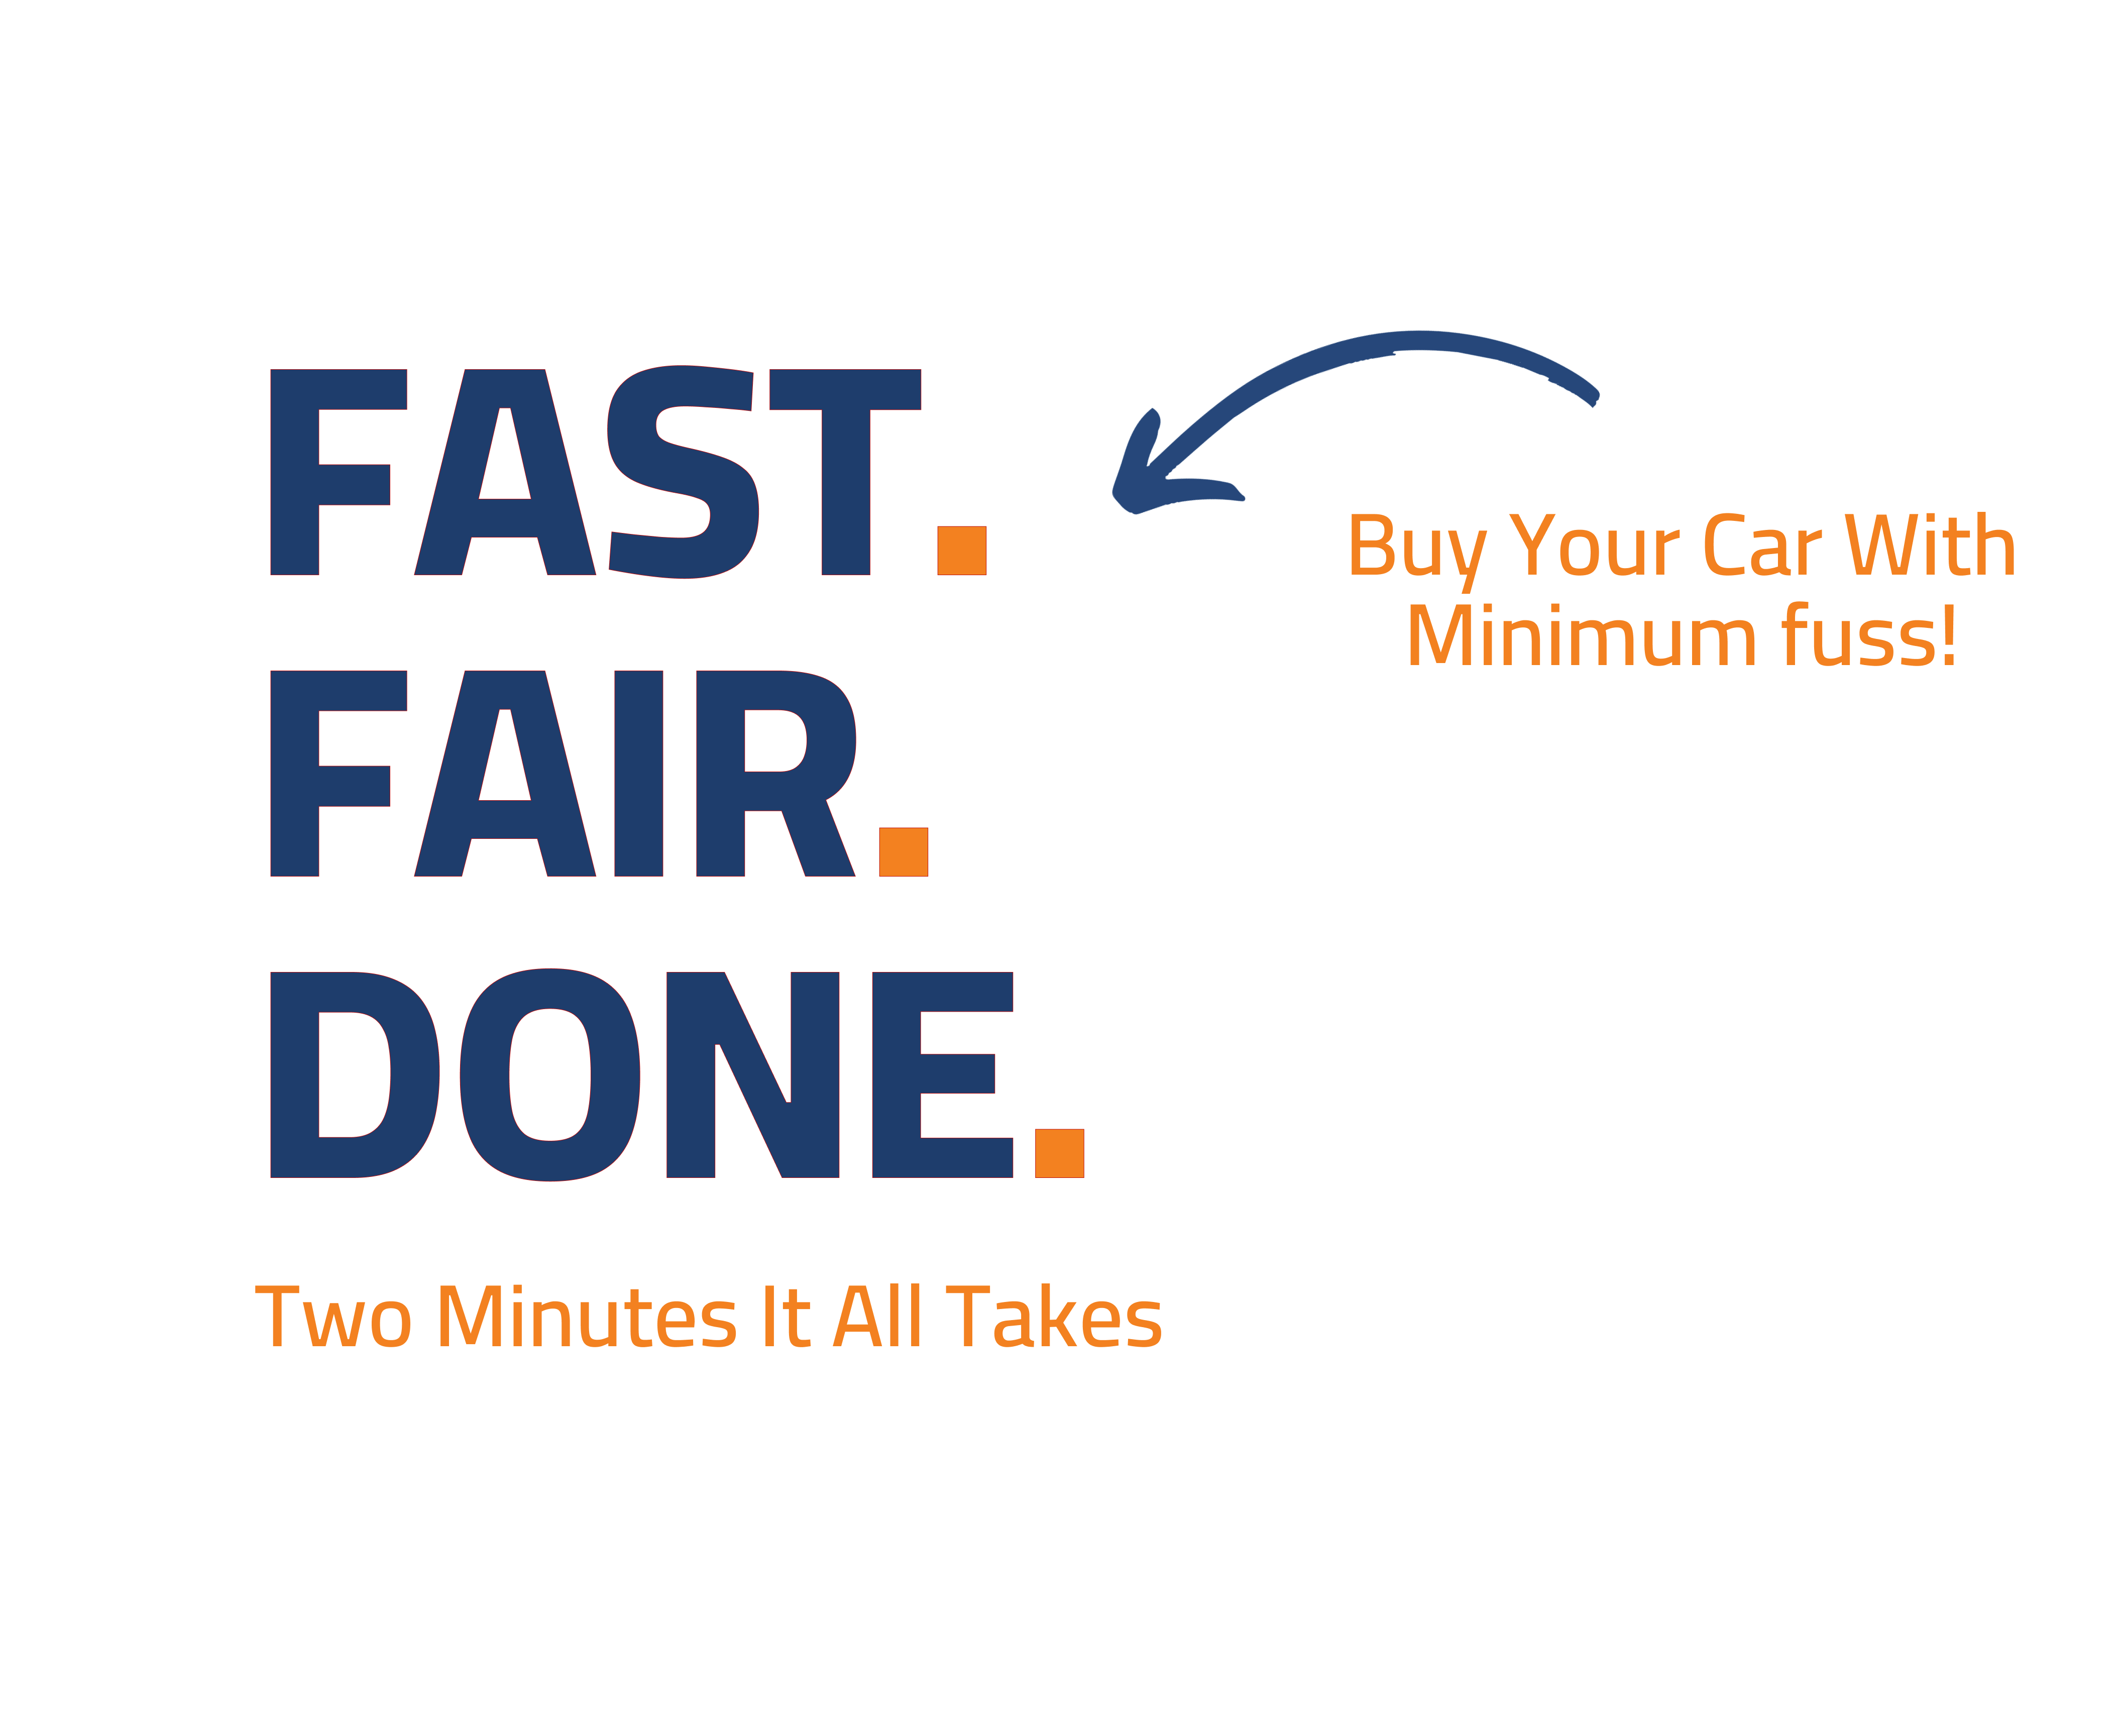 FAST.
Buy Your Car With
Minimum fuss!
FAIR.
DONE.
Two Minutes It All Takes